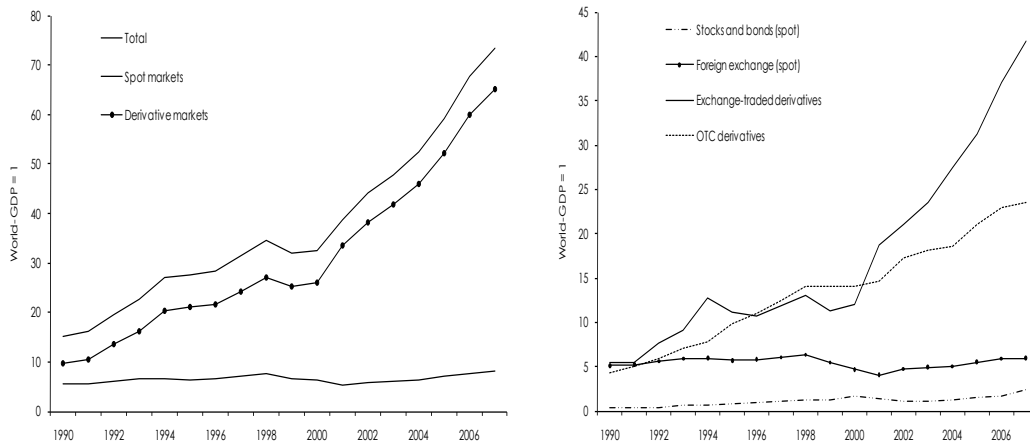 80
70
60
50
40
30
20
10
0
World-GDP = 1
Total
Spot markets
Derivative markets
1990 1992 1994 1996 1998 2000 2002 2004 2006
45
40
35
30
25
20
15
10
5
0
World-GDP = 1
Stocks and bonds (spot)
Foreign exchange (spot)
Exchange-traded derivatives
OTC derivatives
1990 1992 1994 1996 1998 2000 2002 2004 2006